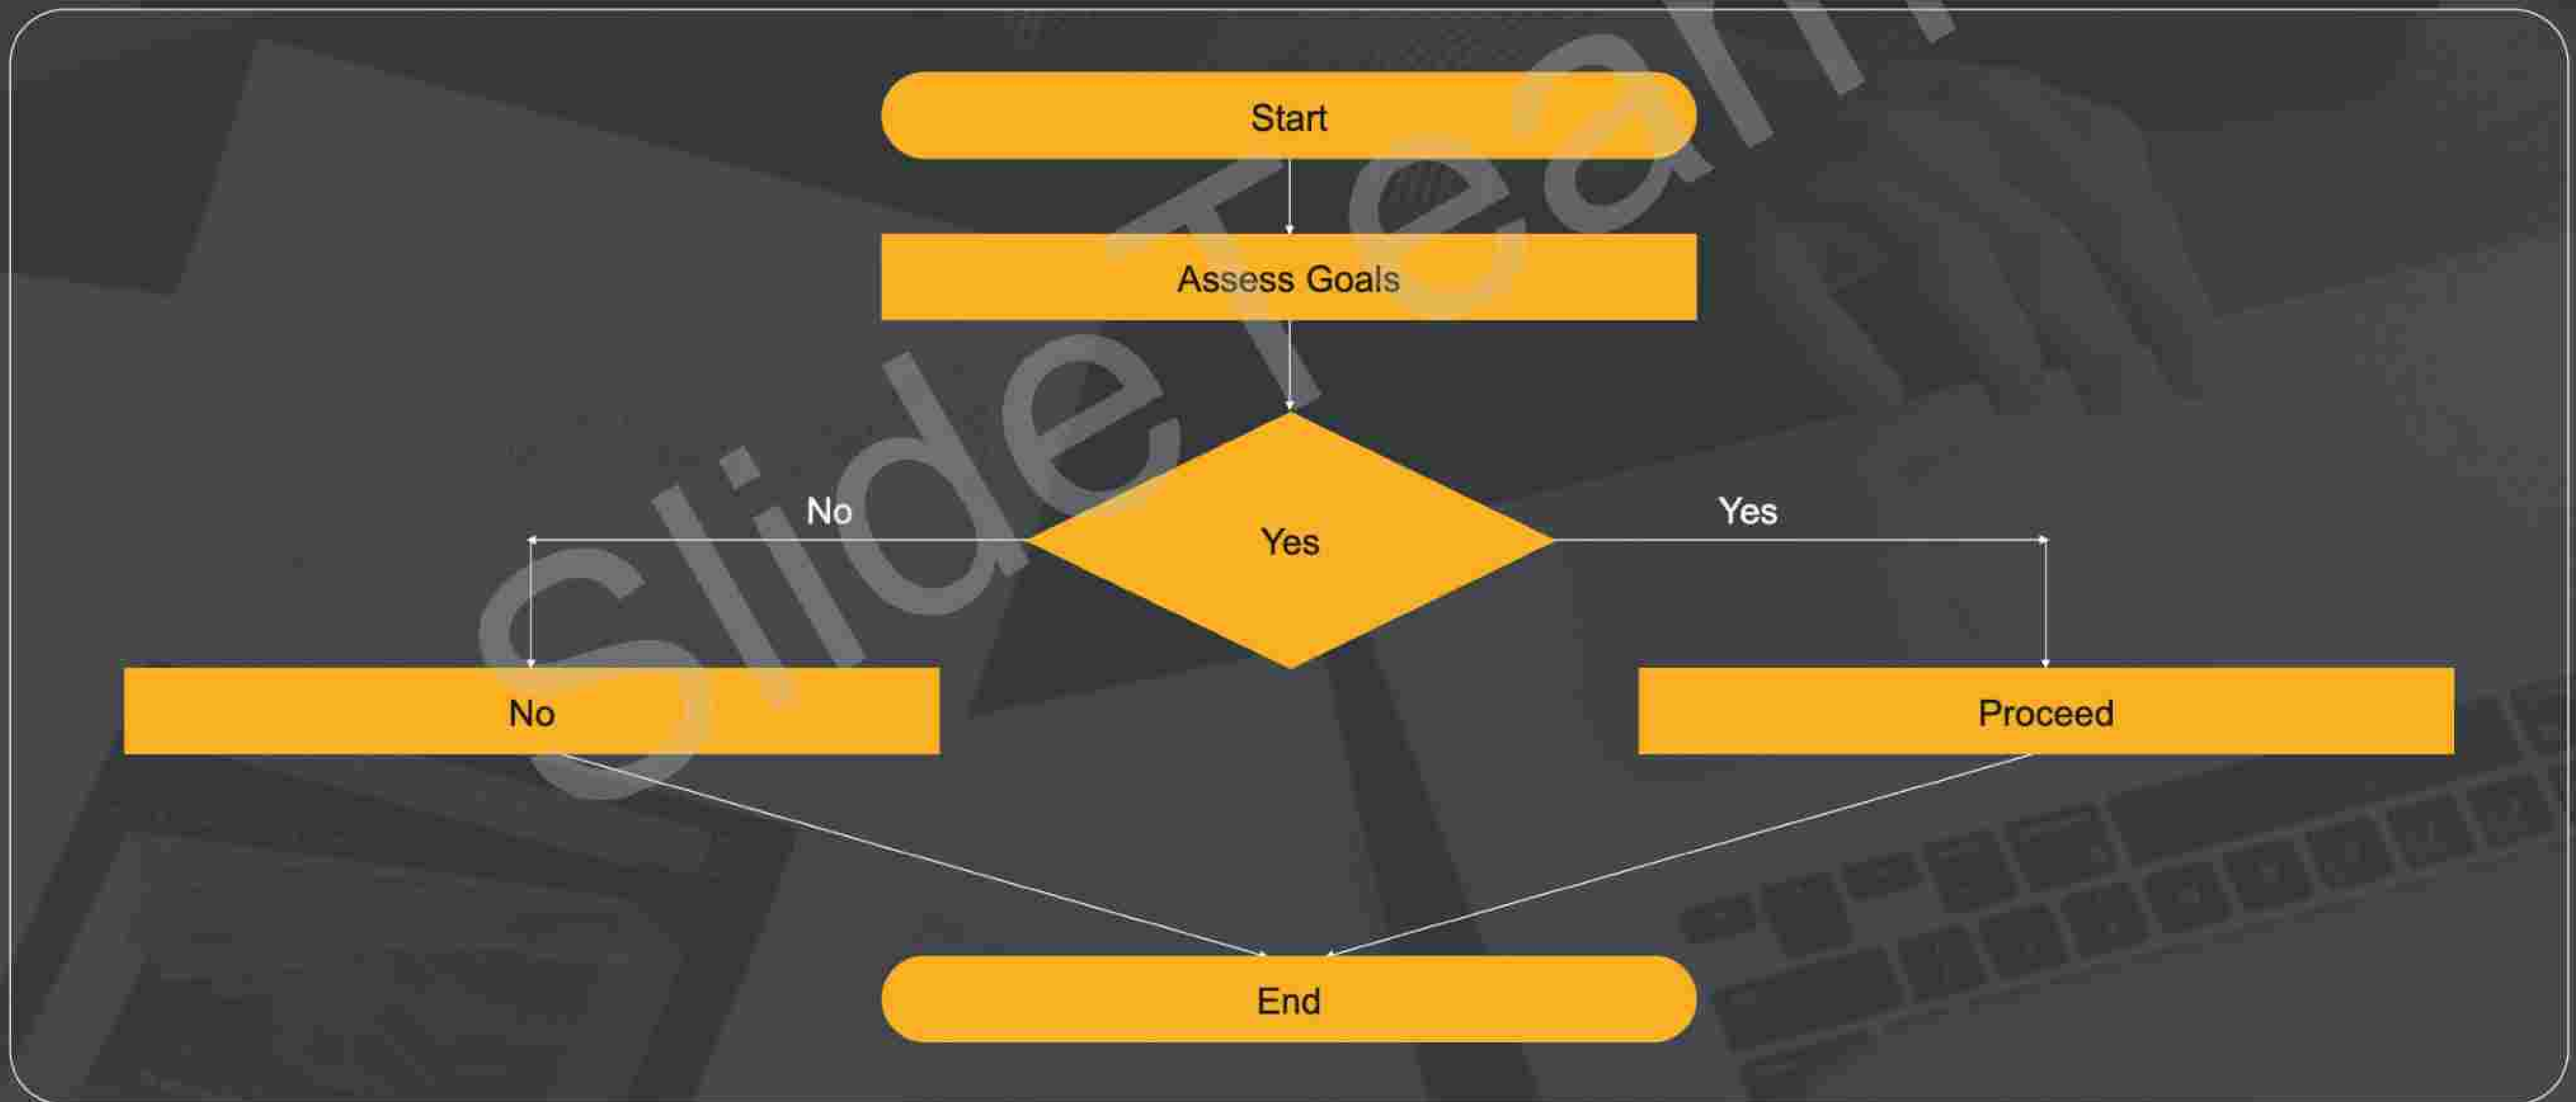 Start
Assess Goals
No
Yes
Yes
No
Proceed
End
SlideTeam